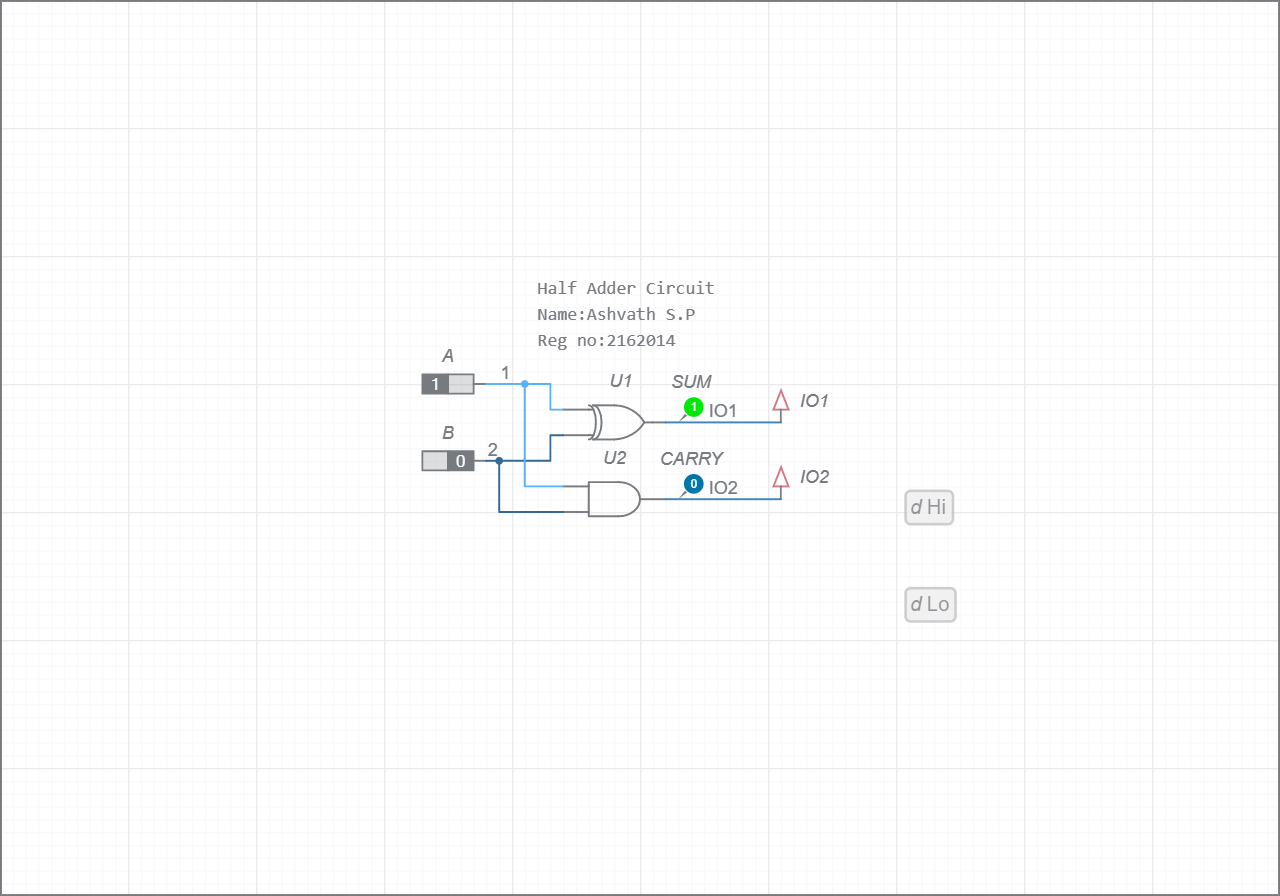 Half Adder Circuit
Name:Ashvath S.P
Reg no:2162014
A
1
1
U1
SUM
1
IO1
IO1
B
0
2
U2
CARRY
0
IO2
IO2
d Hi
d Lo